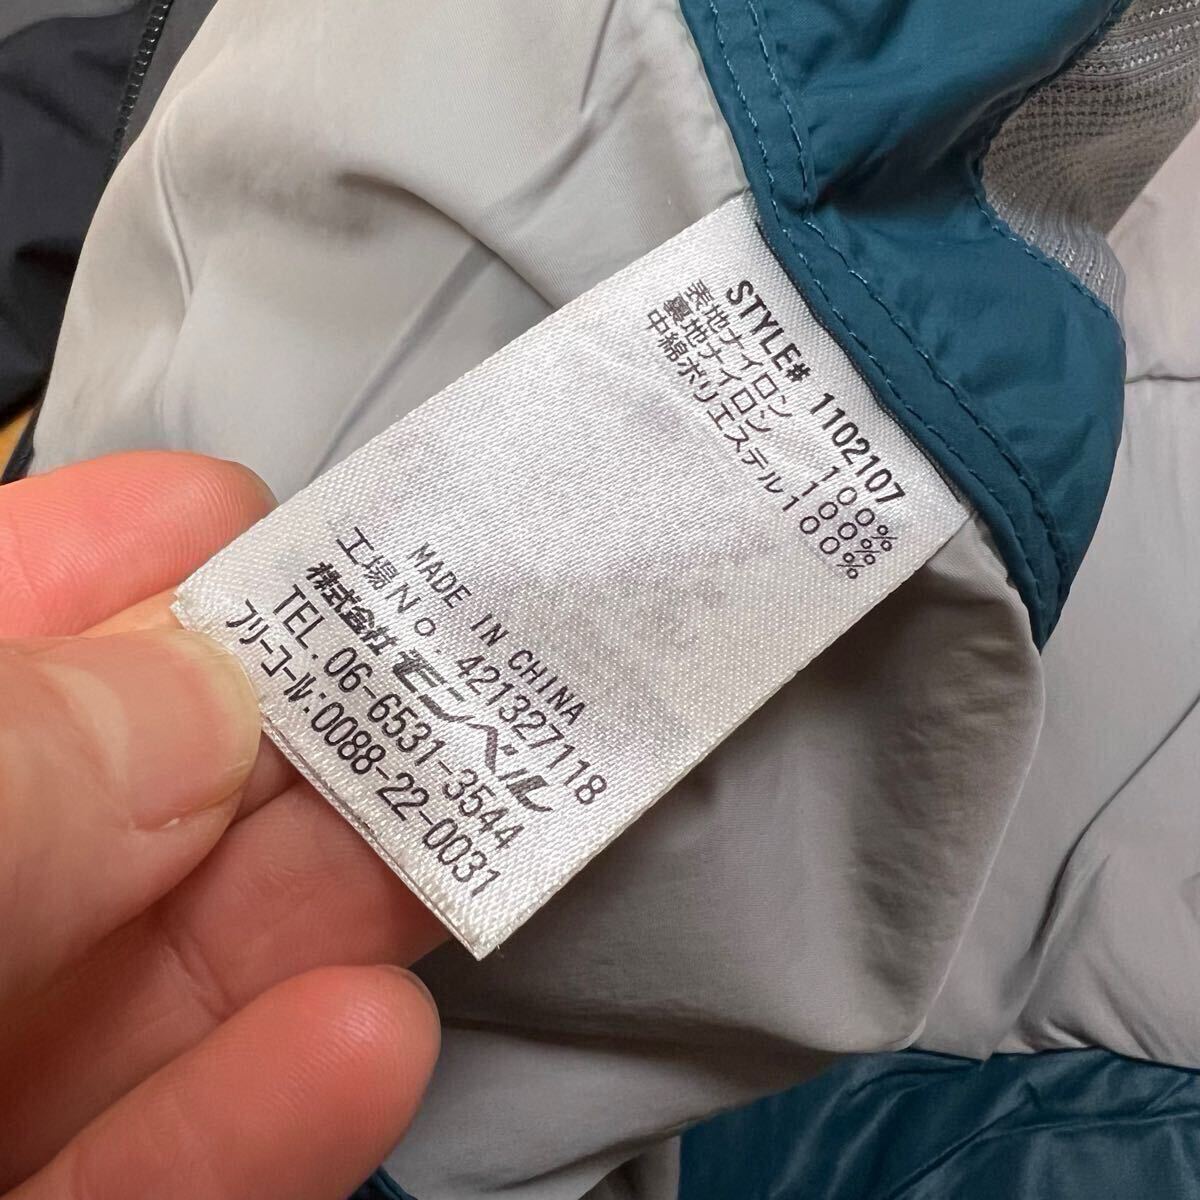 STYLE# 1102107
表地ナイロン 100%
裏地ナイロン 100%
中綿ポリエステル100%
MADE IN CHINA
工場No. 4213271​18
株式会社モンベル
TEL.06-6531-3544
フリーコール:0088-22-0031